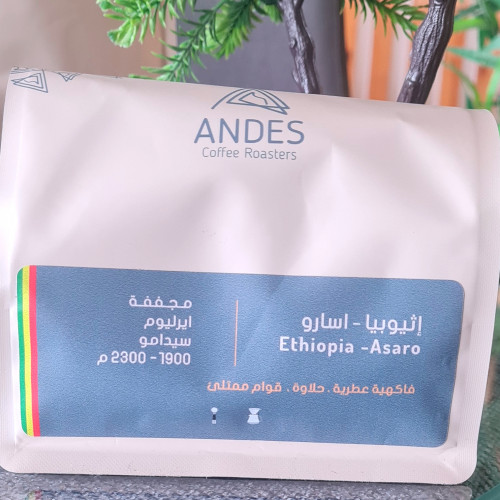 ANDES
Coffee Roasters
إثيوبيا - اسارو
Ethiopia -Asaro
مجففة
ايرليوم
سيدامو
1900 - 2300 م
فاكهية عطرية . حلاوة . قوام ممتلئ